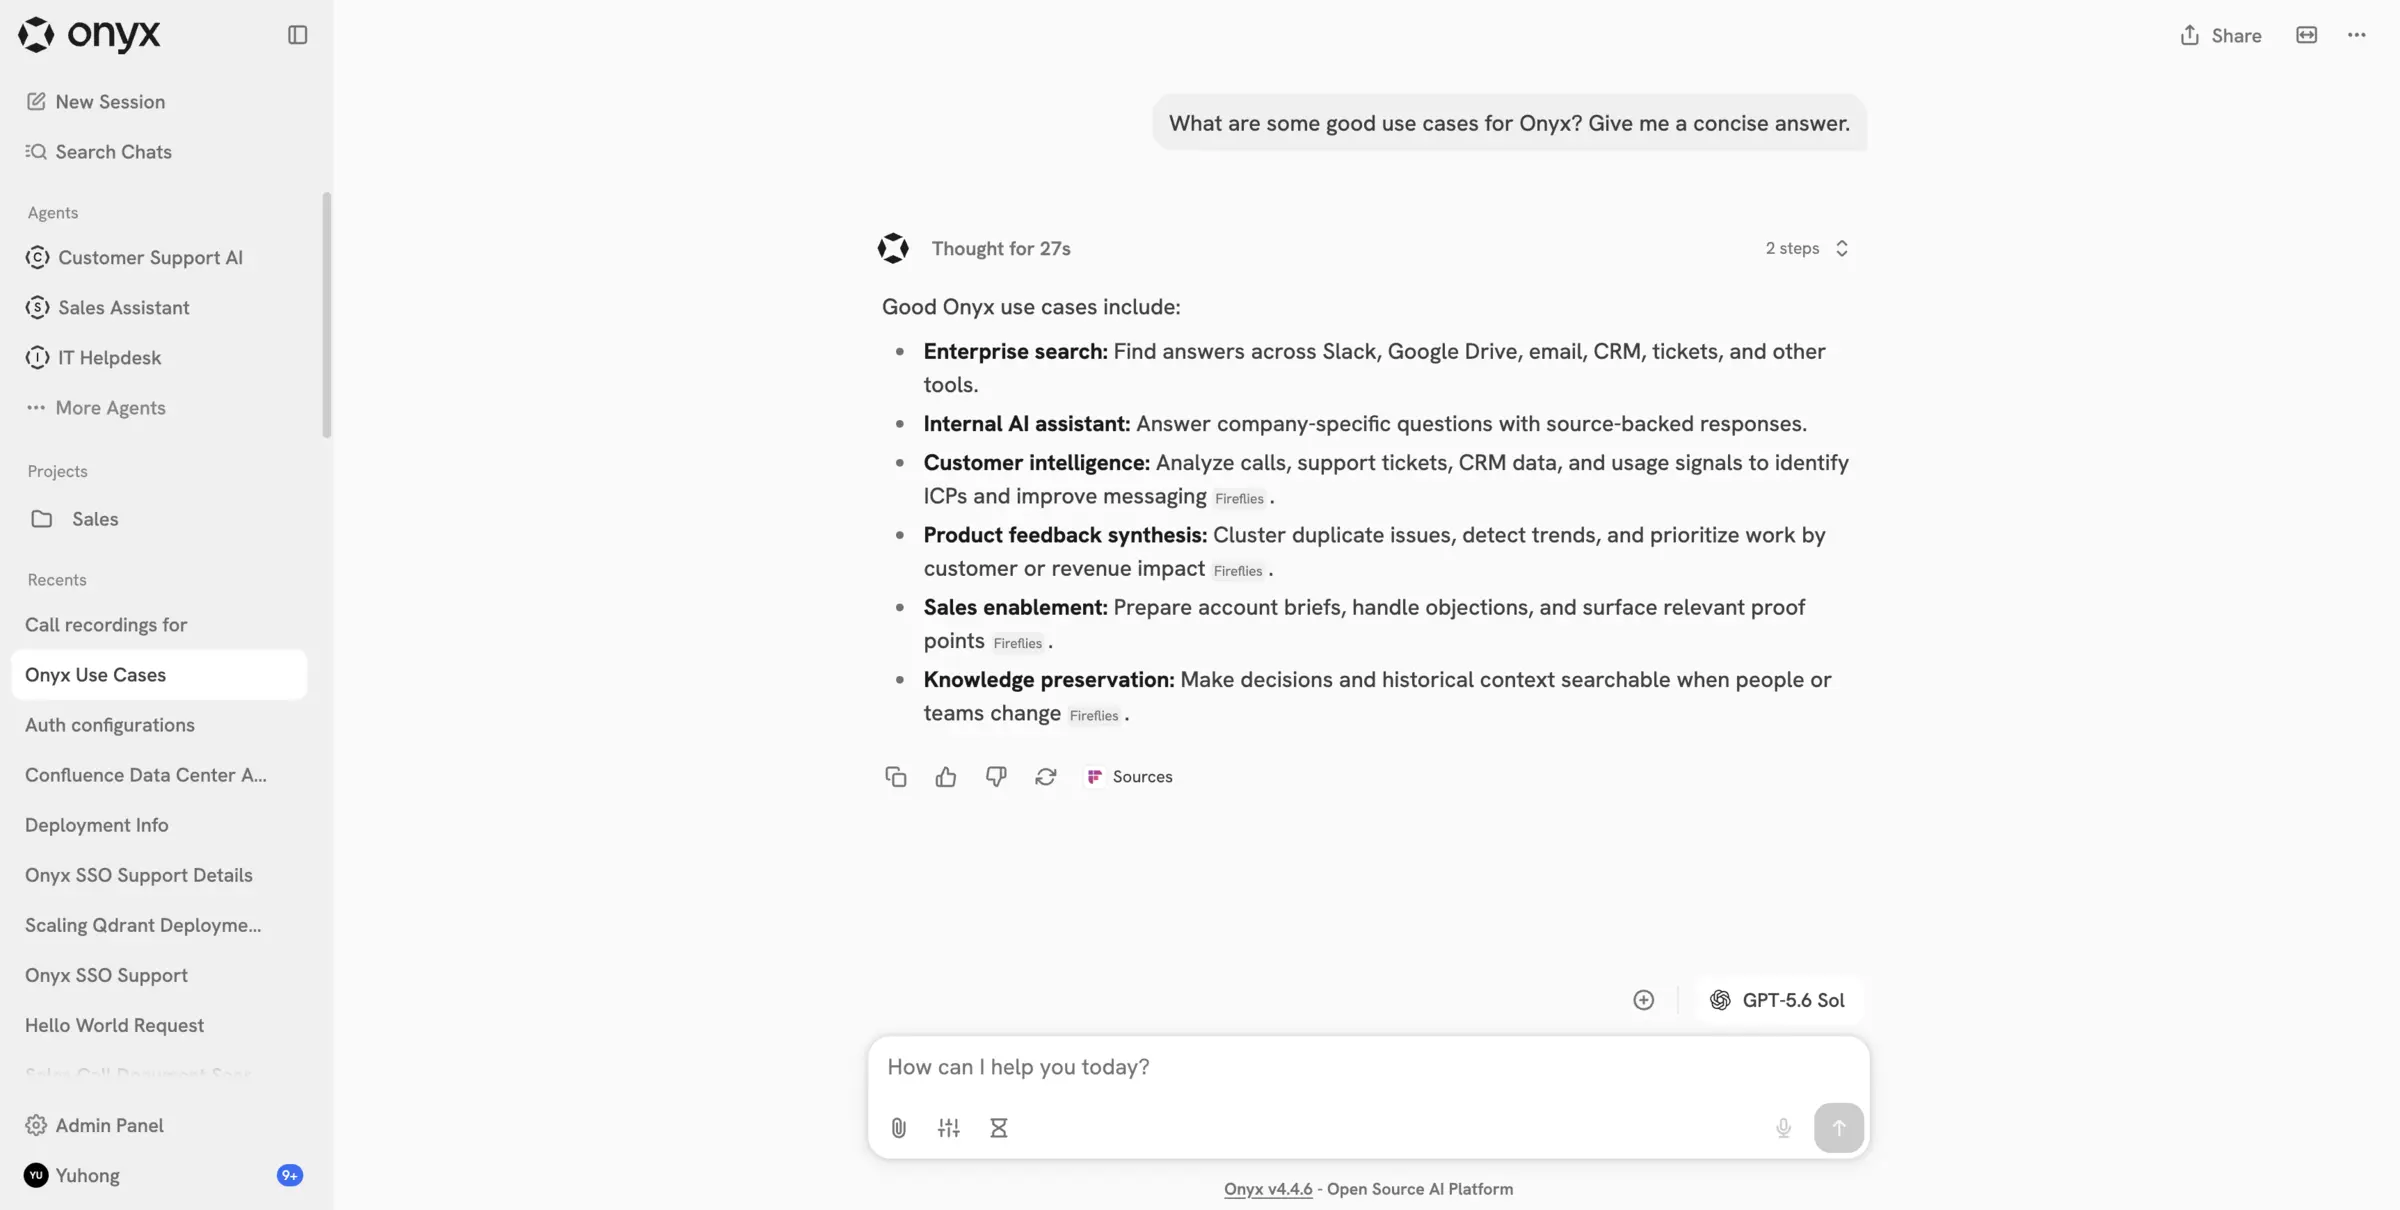 onyx
New Session
Search Chats
Agents
Customer Support AI
Sales Assistant
IT Helpdesk
More Agents
Projects
Sales
Recents
Call recordings for
Onyx Use Cases
Auth configurations
Confluence Data Center A...
Deployment Info
Onyx SSO Support Details
Scaling Qdrant Deployme...
Onyx SSO Support
Hello World Request
Admin Panel
YU Yuhong 9+
Share
What are some good use cases for Onyx? Give me a concise answer.
Thought for 27s
2 steps
Good Onyx use cases include:
• Enterprise search: Find answers across Slack, Google Drive, email, CRM, tickets, and other
tools.
• Internal AI assistant: Answer company-specific questions with source-backed responses.
• Customer intelligence: Analyze calls, support tickets, CRM data, and usage signals to identify
ICPs and improve messaging Fireflies .
• Product feedback synthesis: Cluster duplicate issues, detect trends, and prioritize work by
customer or revenue impact Fireflies .
• Sales enablement: Prepare account briefs, handle objections, and surface relevant proof
points Fireflies .
• Knowledge preservation: Make decisions and historical context searchable when people or
teams change Fireflies .
Sources
GPT-5.6 Sol
How can I help you today?
Onyx v4.4.6 - Open Source AI Platform